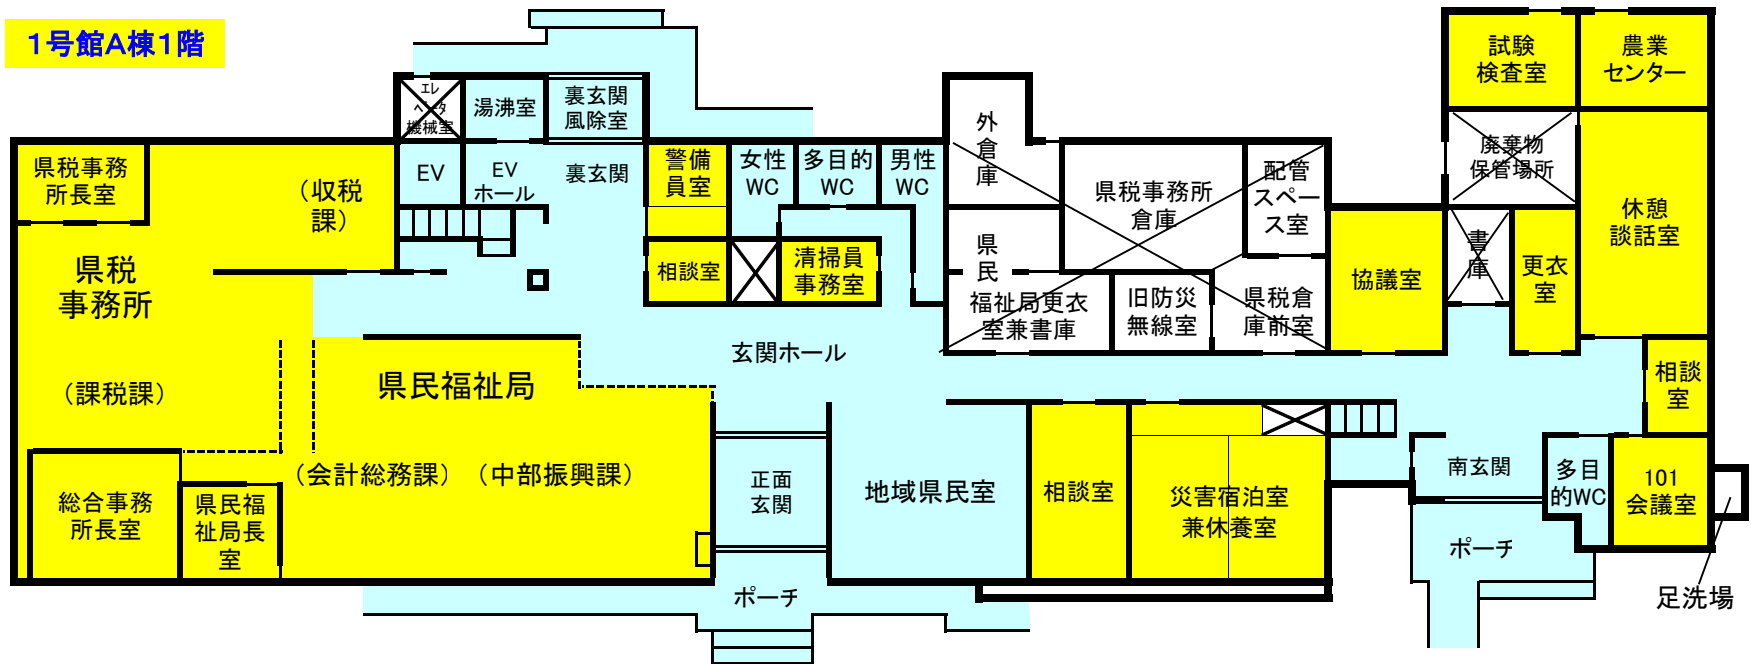 1号館A棟1階
エレ
ベータ
機械室
湯沸室
裏玄関
風除室
試験
検査室
農業
センター
県税事務
所長室
(収税
課)
EV
EV
ホール
裏玄関
警備
員室
女性
WC
多目的
WC
男性
WC
外
倉
庫
県税事務所
倉庫
配管
スペー
ス室
廃棄物
保管場所
休憩
談話室
県税
事務所
相談室
清掃員
事務室
県
民
福祉局更衣
室兼書庫
旧防災
無線室
県税倉
庫前室
協議室
書
庫
更衣
室
玄関ホール
(課税課)
県民福祉局
相談
室
(会計総務課)
(中部振興課)
総合事務
所長室
県民福
祉局長
室
正面
玄関
地域県民室
相談室
災害宿泊室
兼休養室
南玄関
多目
的WC
101
会議室
ポーチ
ポーチ
足洗場